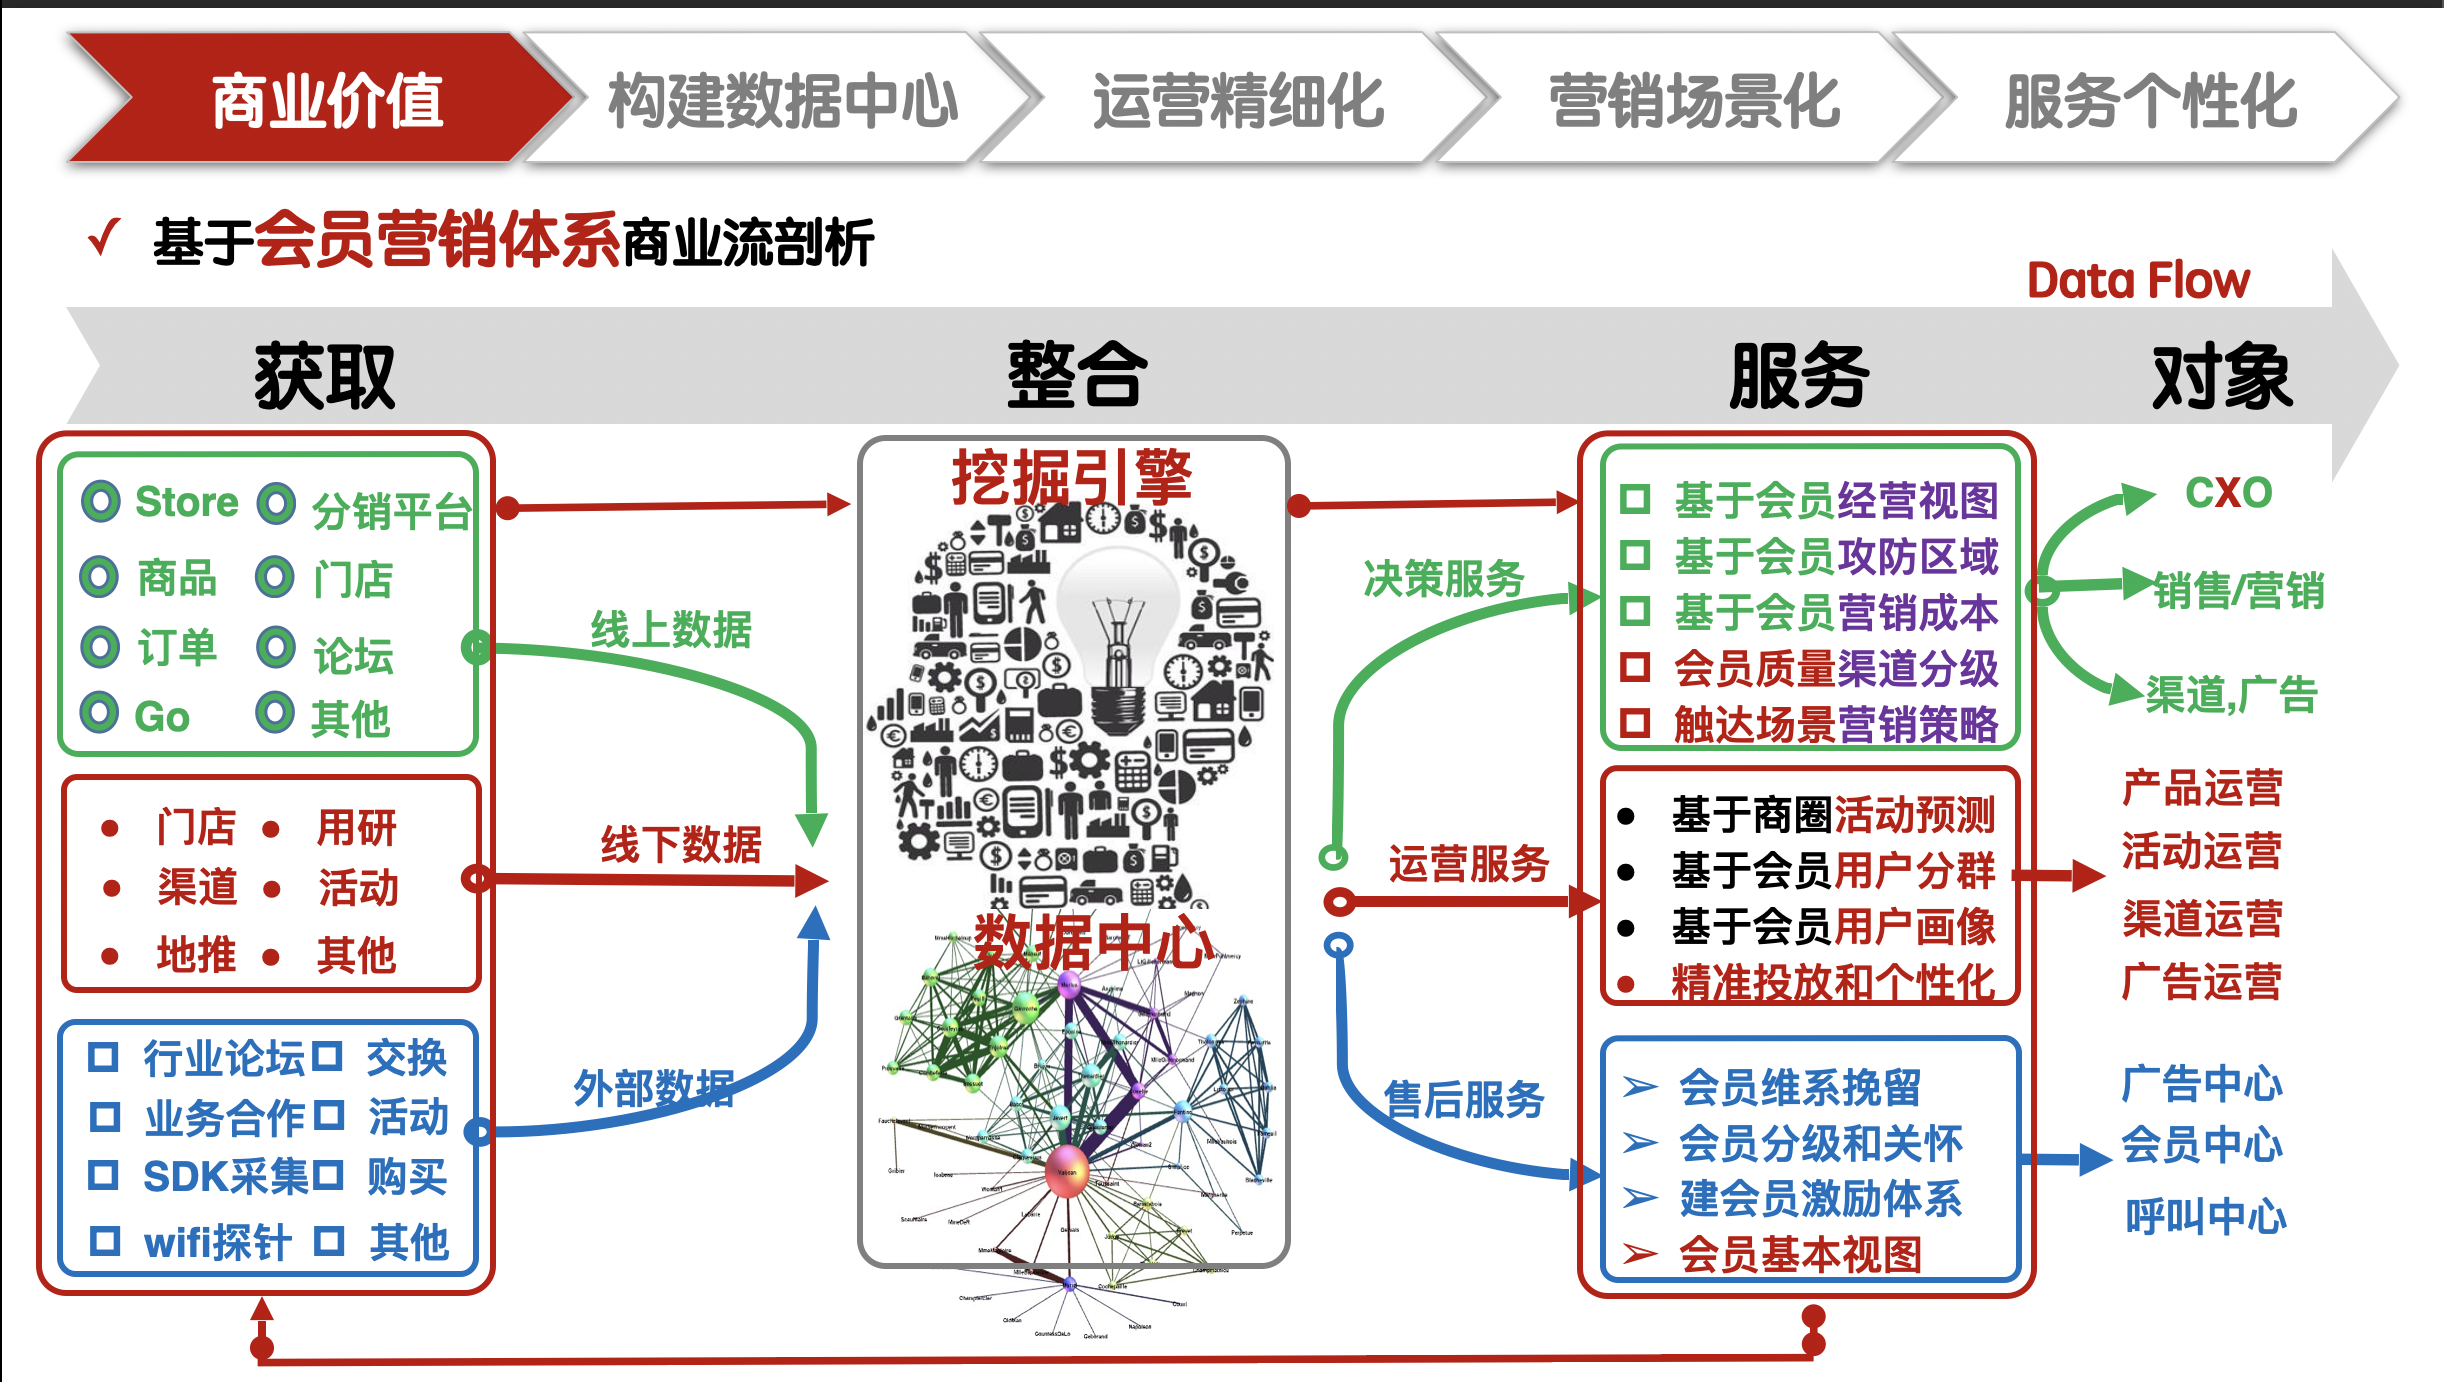 商业价值
构建数据中心
运营精细化
营销场景化
服务个性化
✓ 基于会员营销体系商业流剖析
Data Flow
获取
整合
服务
对象
Store
分销平台
商品
门店
订单
论坛
Go
其他
门店
用研
渠道
活动
地推
其他
行业论坛
交换
业务合作
活动
SDK采集
购买
wifi探针
其他
线上数据
线下数据
外部数据
挖掘引擎
数据中心
决策服务
运营服务
售后服务
基于会员经营视图
基于会员攻防区域
基于会员营销成本
会员质量渠道分级
触达场景营销策略
基于商圈活动预测
基于会员用户分群
基于会员用户画像
精准投放和个性化
会员维系挽留
会员分级和关怀
建会员激励体系
会员基本视图
CXO
销售/营销
渠道,广告
产品运营
活动运营
渠道运营
广告运营
广告中心
会员中心
呼叫中心